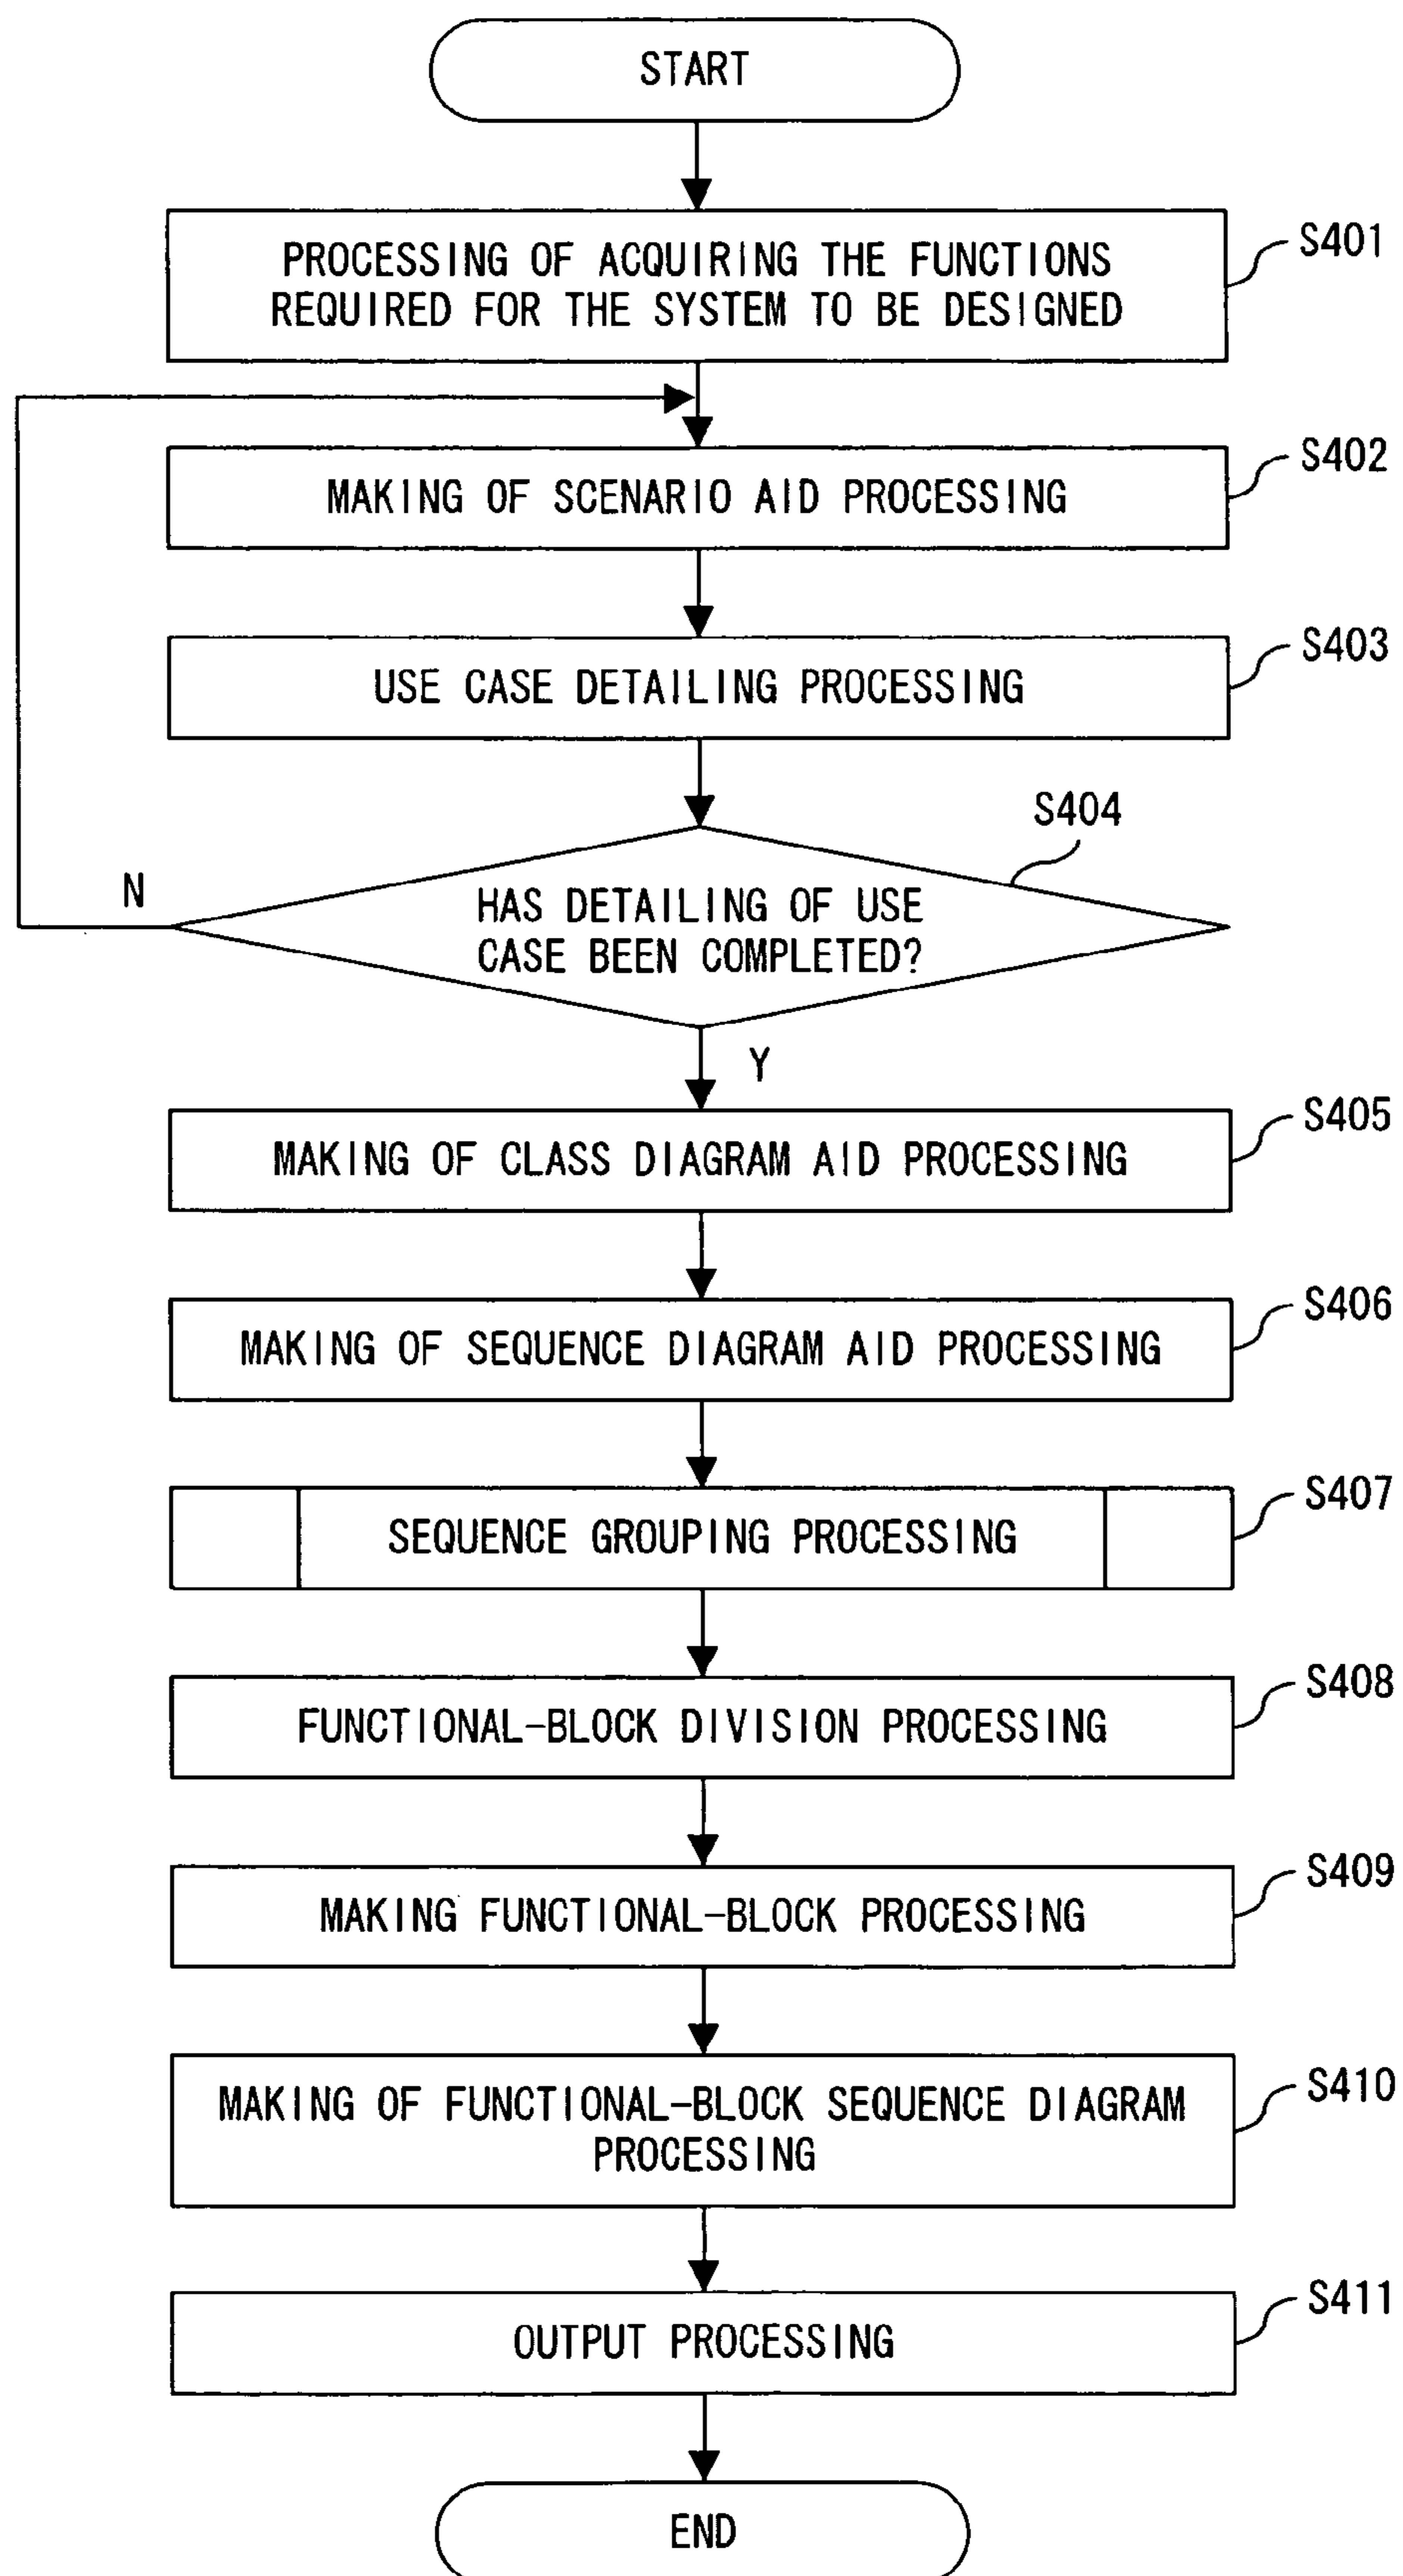 START
PROCESSING OF ACQUIRING THE FUNCTIONS
REQUIRED FOR THE SYSTEM TO BE DESIGNED
S401
MAKING OF SCENARIO AID PROCESSING
S402
USE CASE DETAILING PROCESSING
S403
S404
N
HAS DETAILING OF USE
CASE BEEN COMPLETED?
Y
MAKING OF CLASS DIAGRAM AID PROCESSING
S405
MAKING OF SEQUENCE DIAGRAM AID PROCESSING
S406
SEQUENCE GROUPING PROCESSING
S407
FUNCTIONAL-BLOCK DIVISION PROCESSING
S408
MAKING FUNCTIONAL-BLOCK PROCESSING
S409
MAKING OF FUNCTIONAL-BLOCK SEQUENCE DIAGRAM
PROCESSING
S410
OUTPUT PROCESSING
S411
END